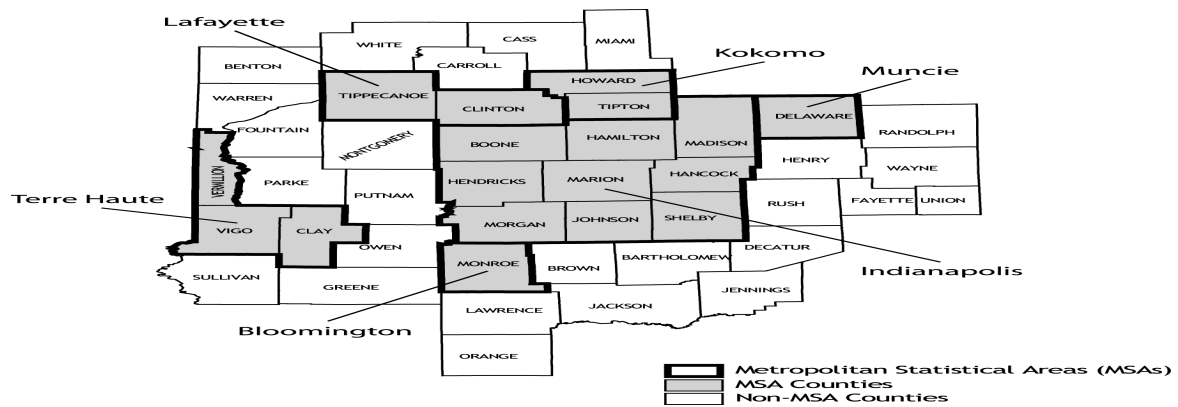 Lafayette
CASS
MIAMI
WHITE
Kokomo
BENTON
CARROLL
HOWARD
Muncie
WARREN
TIPPECANOE
CLINTON
TIPTON
DELAWARE
FOUNTAIN
MONTGOMERY
BOONE
HAMILTON
MADISON
RANDOLPH
HENRY
WAYNE
VERMILLION
PARKE
PUTNAM
HENDRICKS
MARION
HANCOCK
Terre Haute
RUSH
FAYETTE
UNION
VIGO
CLAY
MORGAN
JOHNSON
SHELBY
OWEN
DECATUR
SULLIVAN
MONROE
BROWN
BARTHOLOMEW
Indianapolis
GREENE
JENNINGS
LAWRENCE
JACKSON
Bloomington
ORANGE
Metropolitan Statistical Areas (MSAs)
MSA Counties
Non-MSA Counties